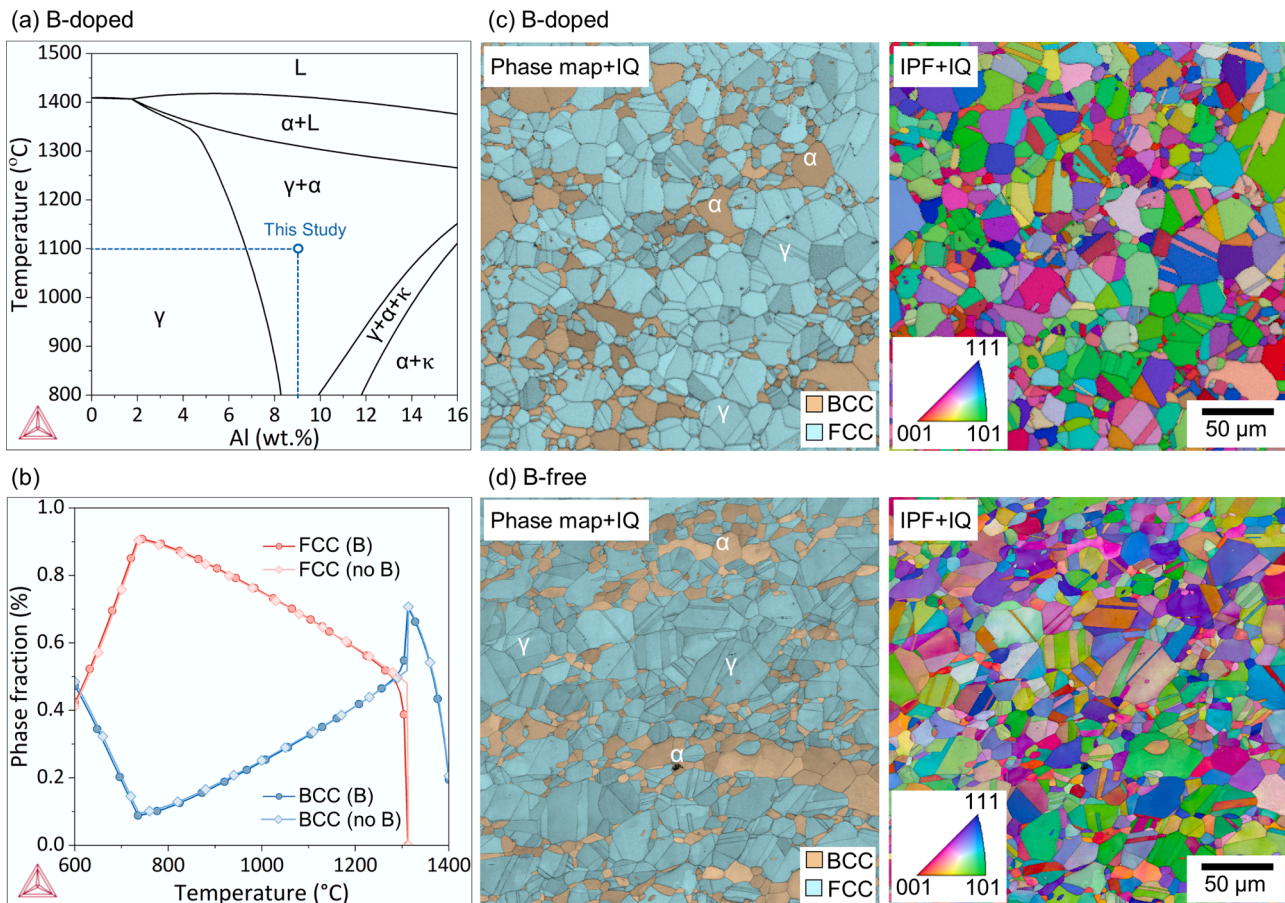 (a) B-doped
1500
1400
1300
1200
1100
1000
900
800
Temperature (°C)
L
α+L
γ+α
This Study
γ
γ+α+κ
α+κ
0 2 4 6 8 10 12 14 16
Al (wt.%)
(b)
1.0
0.8
0.6
0.4
0.2
0.0
Phase fraction (%)
FCC (B)
FCC (no B)
BCC (B)
BCC (no B)
600 800 1000 1200 1400
Temperature (°C)
(c) B-doped
Phase map+IQ
α
α
γ
γ
BCC
FCC
IPF+IQ
111
001 101
50 μm
(d) B-free
Phase map+IQ
α
γ
γ
α
BCC
FCC
IPF+IQ
111
001 101
50 μm